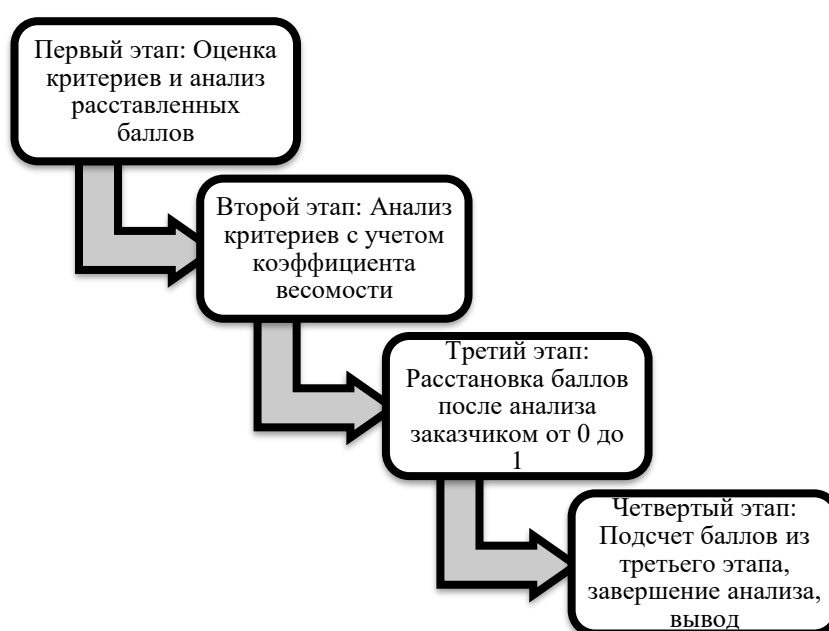 Первый этап: Оценка
критериев и анализ
расставленных
баллов
Второй этап: Анализ
критериев с учетом
коэффициента
весомости
Третий этап:
Расстановка баллов
после анализа
заказчиком от 0 до
1
Четвертый этап:
Подсчет баллов из
третьего этапа,
завершение анализа,
вывод